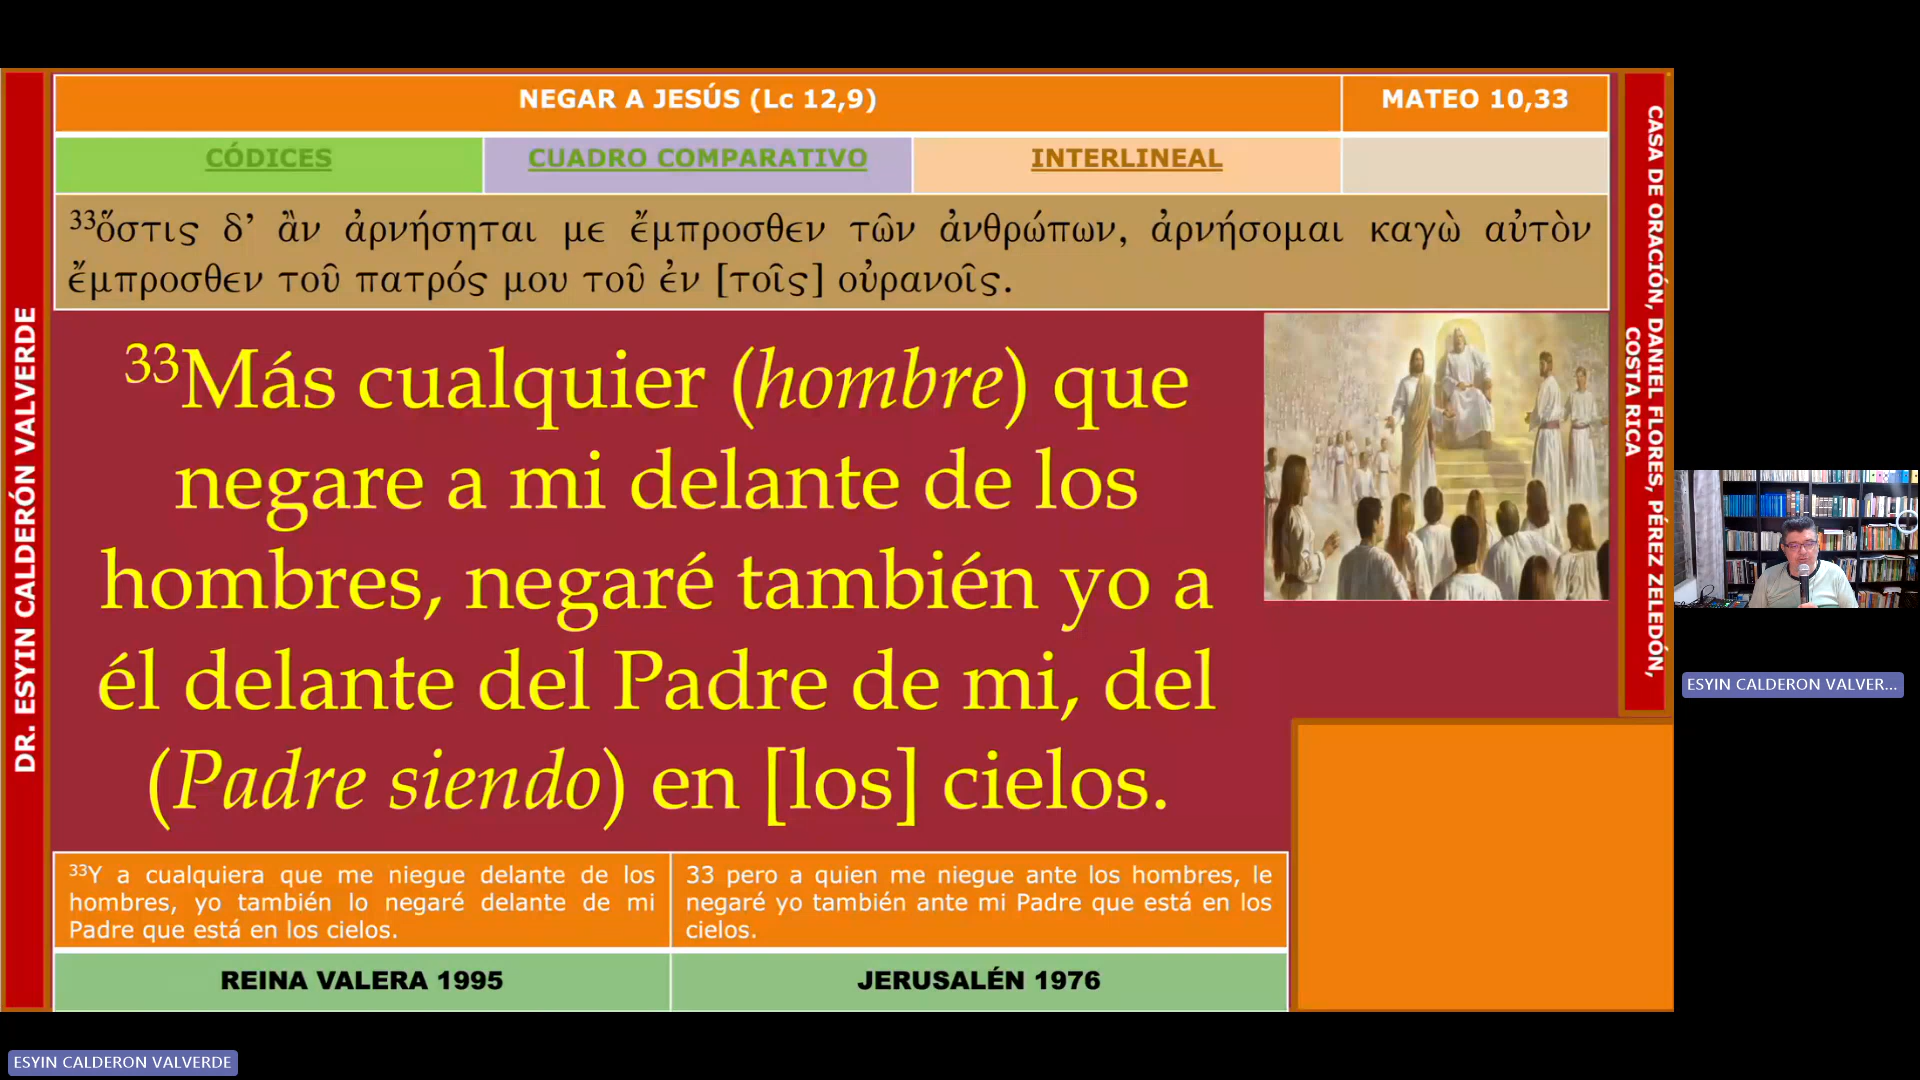 NEGAR A JESÚS (Lc 12,9)
MATEO 10,33
CÓDICES
CUADRO COMPARATIVO
INTERLINEAL
³³ὅστις δ’ ἂν ἀρνήσηται με ἔμπροσθεν τῶν ἀνθρώπων, ἀρνήσομαι καγὼ αὐτὸν
ἔμπροσθεν τοῦ πατρός μου τοῦ ἐν [τοῖς] οὐρανοῖς.
³³Más cualquier (hombre) que
negare a mi delante de los
hombres, negaré también yo a
él delante del Padre de mi, del
(Padre siendo) en [los] cielos.
³³Y a cualquiera que me niegue delante de los
hombres, yo también lo negaré delante de mi
Padre que está en los cielos.
33 pero a quien me niegue ante los hombres, le
negaré yo también ante mi Padre que está en los
cielos.
REINA VALERA 1995
JERUSALÉN 1976
DR. ESYIN CALDERÓN VALVERDE
CASA DE ORACIÓN, DANIEL FLORES, PÉREZ ZELEDÓN,
COSTA RICA
ESYIN CALDERON VALVER...
ESYIN CALDERON VALVERDE